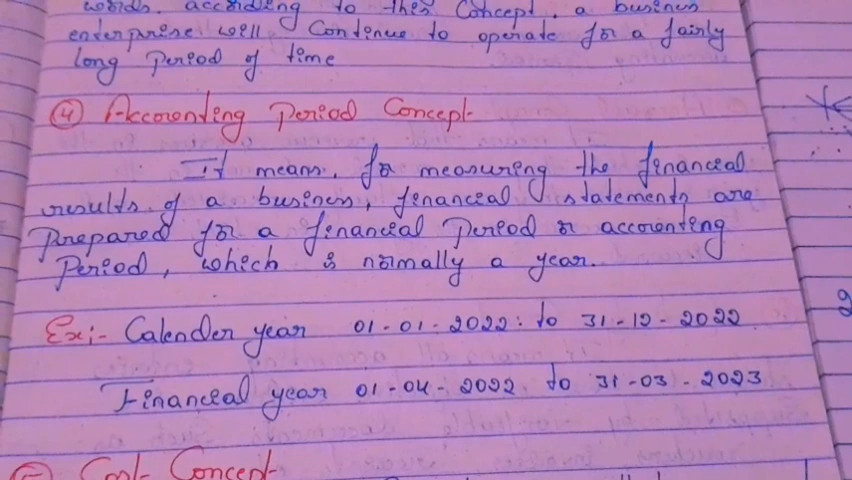 words. according to this Concept, a business
enterprise will Continue to operate for a fairly
long Period of time
④ Accounting Period Concept
It means, for measuring the financial
results of a business, financial statements are
Prepared for a financial Period or accounting
Period, which is normally a year.
Ex:- Calender year 01-01-2022: to 31-12-2022
Financial year 01-04-2022 to 31-03-2023
Cost Concept